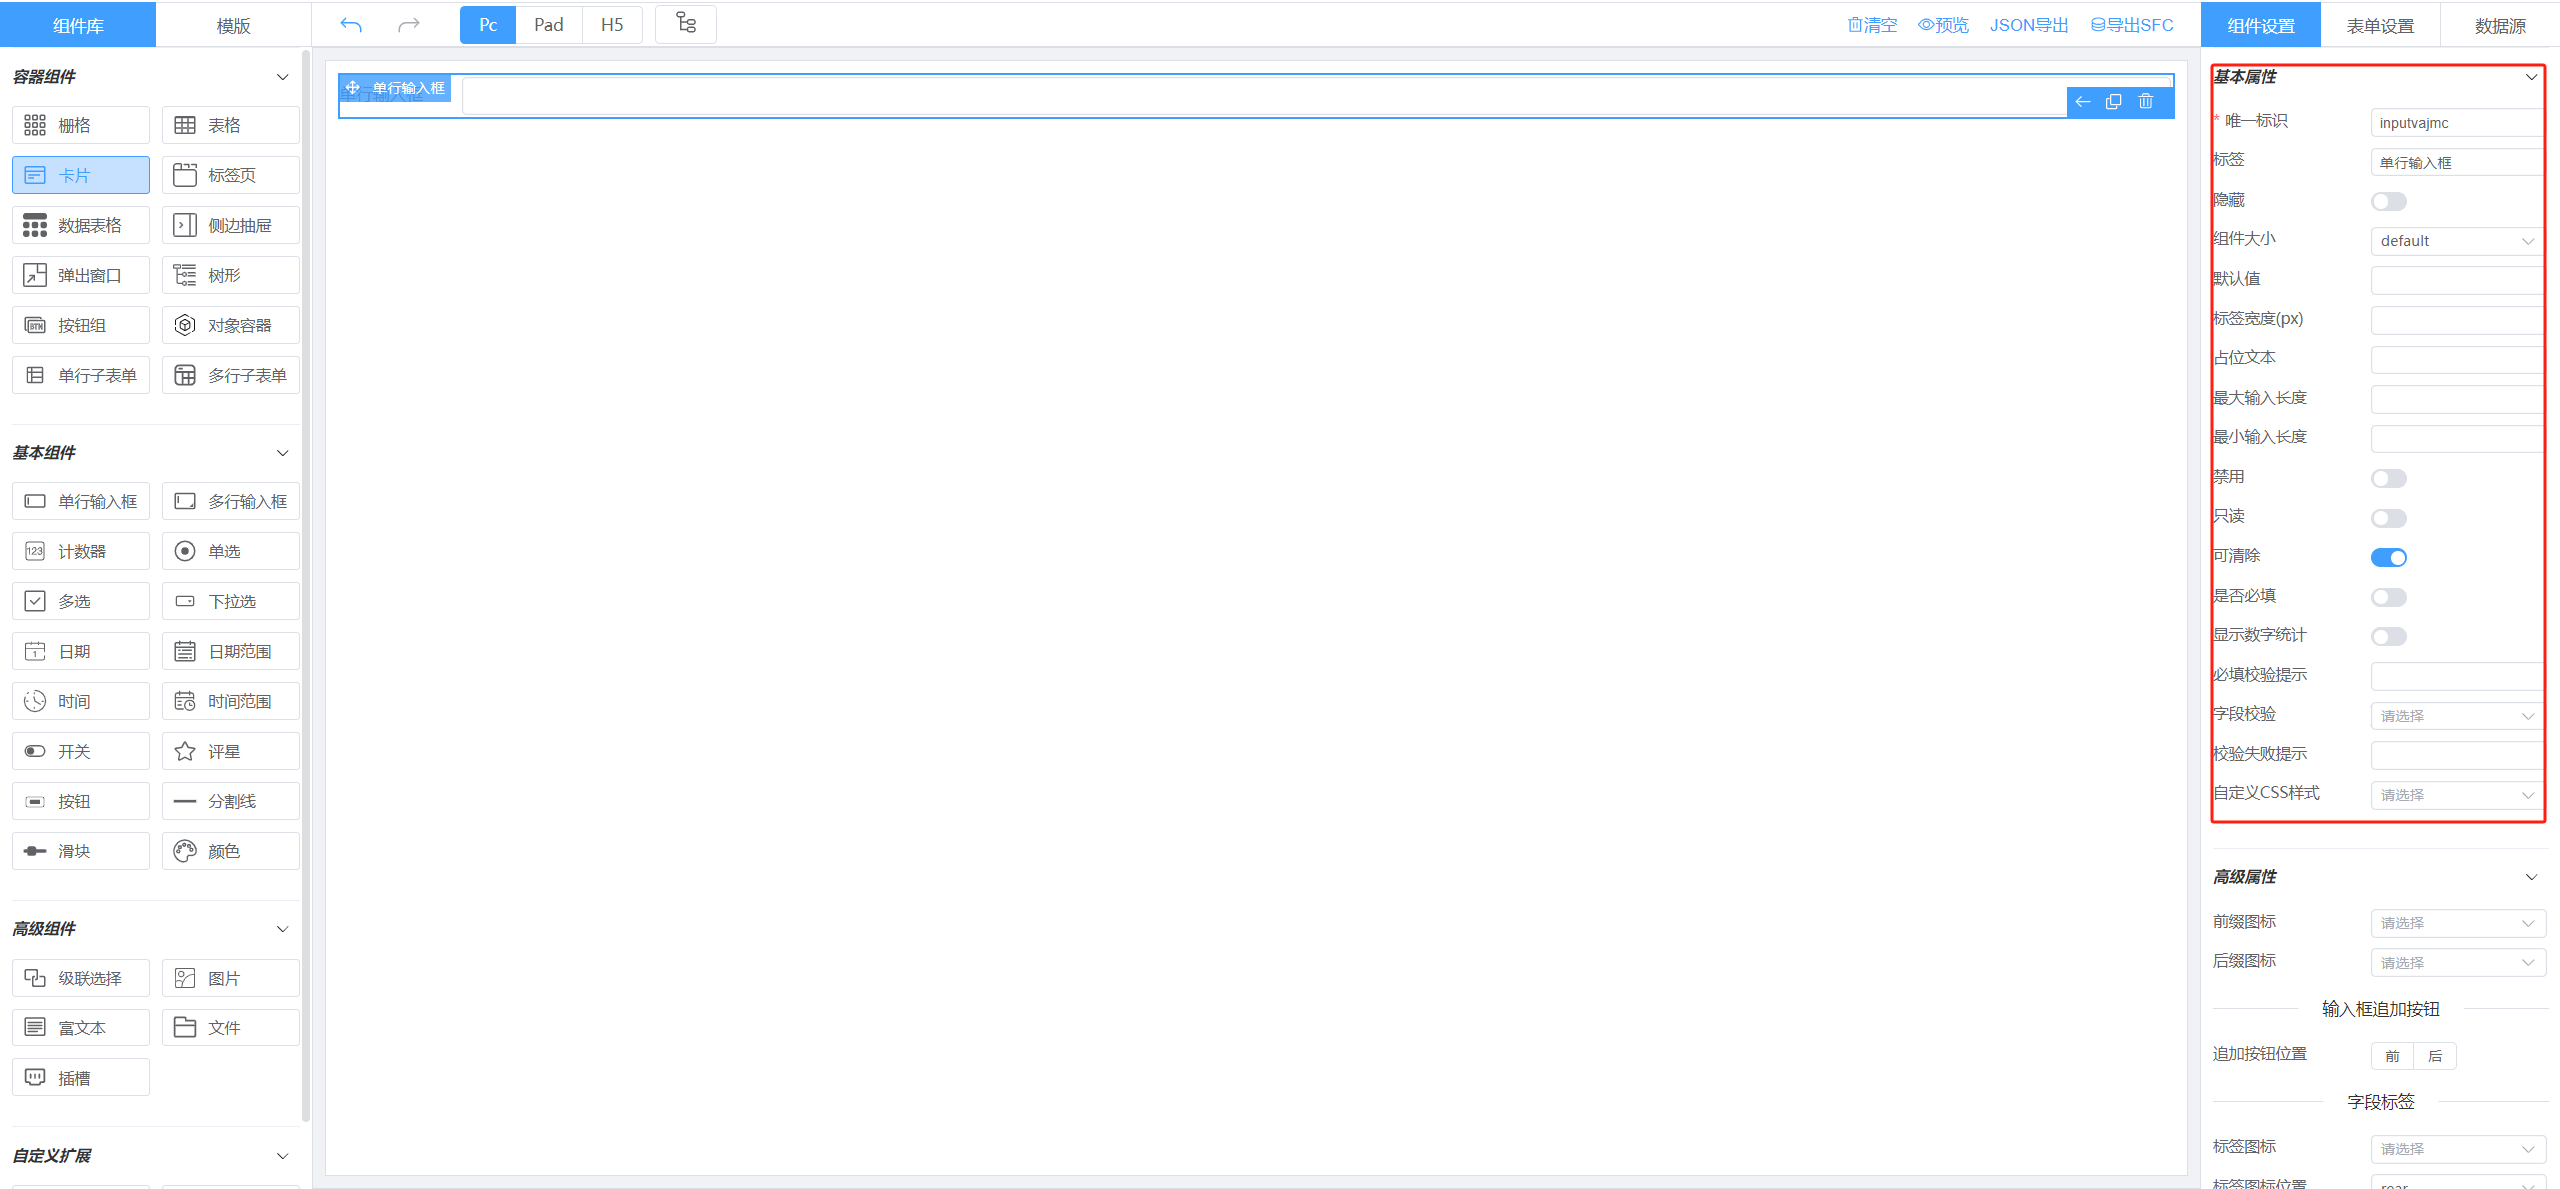 组件库
模版
Pc
Pad
H5
清空
预览
JSON导出
导出SFC
组件设置
表单设置
数据源
容器组件
栅格
表格
卡片
标签页
数据表格
侧边抽屉
弹出窗口
树形
按钮组
对象容器
单行子表单
多行子表单
基本组件
单行输入框
多行输入框
计数器
单选
多选
下拉选
日期
日期范围
时间
时间范围
开关
评星
按钮
分割线
滑块
颜色
高级组件
级联选择
图片
富文本
文件
插槽
自定义扩展
单行输入框
单行输入框
基本属性
* 唯一标识
inputvajmc
标签
单行输入框
隐藏
组件大小
default
默认值
标签宽度(px)
占位文本
最大输入长度
最小输入长度
禁用
只读
可清除
是否必填
显示数字统计
必填校验提示
字段校验
请选择
校验失败提示
自定义CSS样式
请选择
高级属性
前缀图标
请选择
后缀图标
请选择
输入框追加按钮
追加按钮位置
前
后
字段标签
标签图标
请选择
标签图标位置
rear